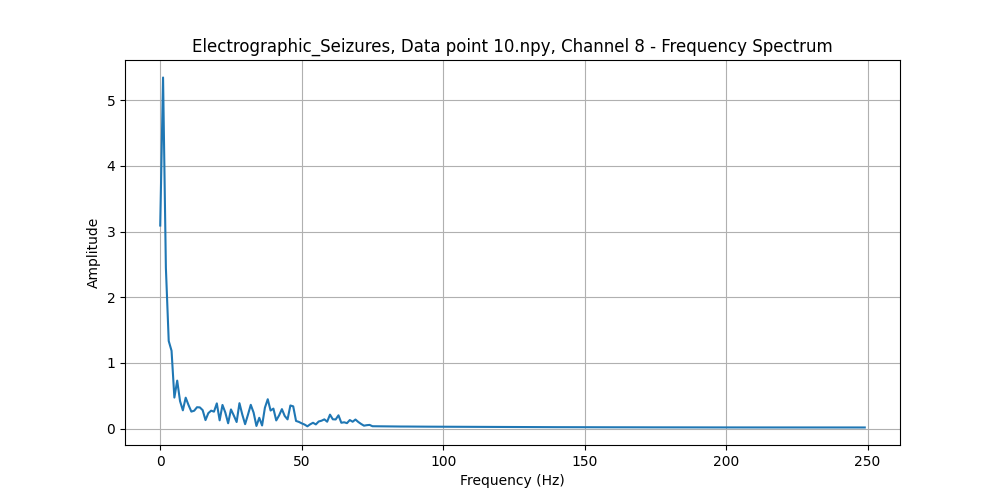 Electrographic_Seizures, Data point 10.npy, Channel 8 - Frequency Spectrum
5
4
3
2
1
0
Amplitude
0 50 100 150 200 250
Frequency (Hz)